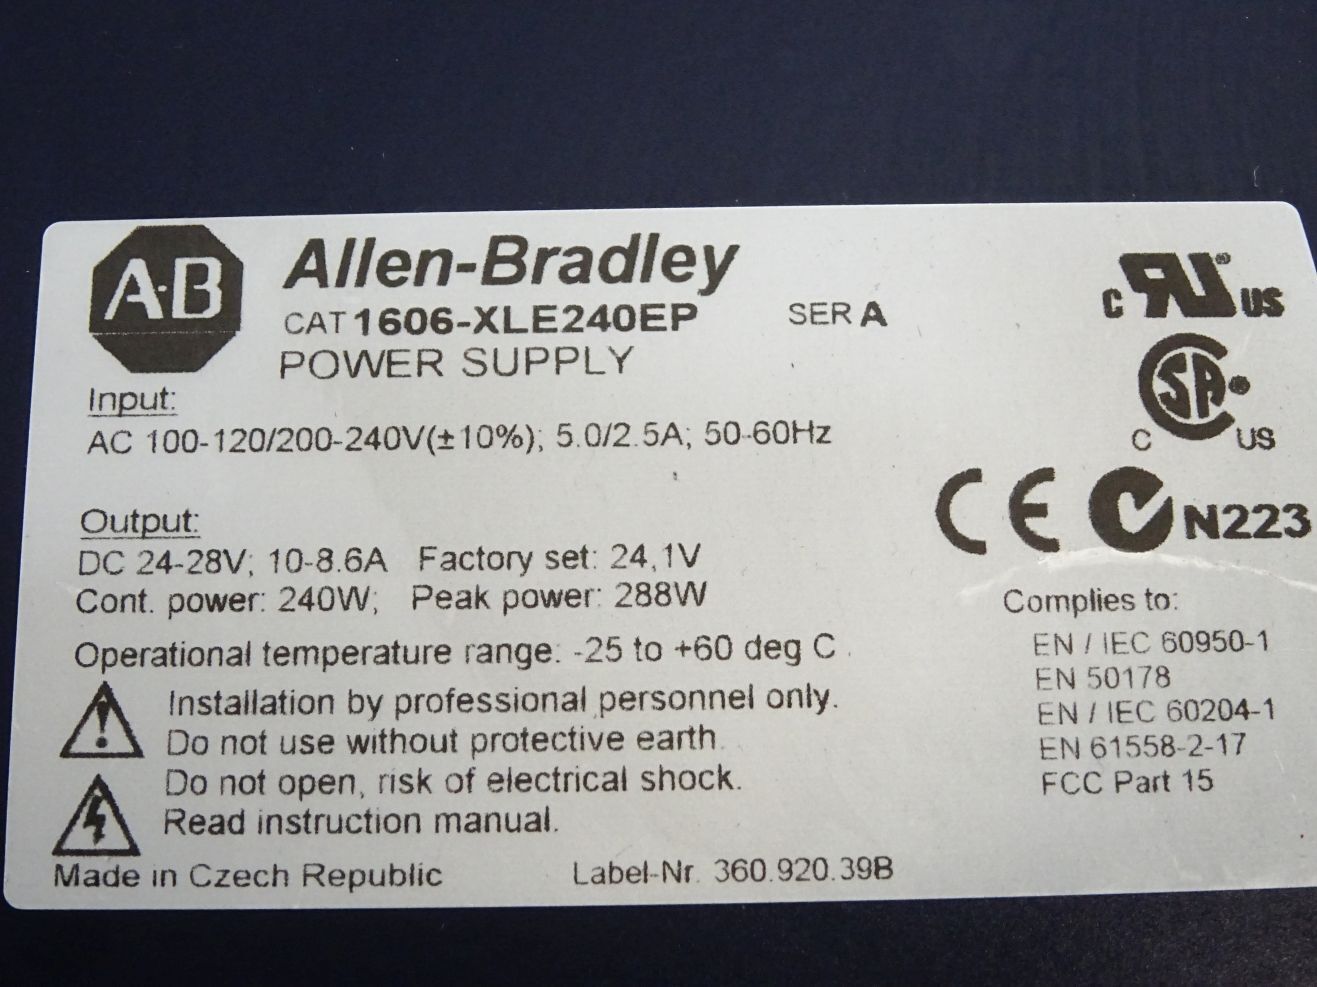 A·B
Allen-Bradley
CAT 1606-XLE240EP SER A
POWER SUPPLY
Input:
AC 100-120/200-240V(±10%); 5.0/2.5A; 50-60Hz
Output:
DC 24-28V; 10-8.6A Factory set: 24,1V
Cont. power: 240W; Peak power: 288W
Operational temperature range: -25 to +60 deg C.
Installation by professional personnel only.
Do not use without protective earth.
Do not open, risk of electrical shock.
Read instruction manual.
Made in Czech Republic Label-Nr. 360.920.39B
C RU® US
SA®
C US
CE N223
Complies to:
EN / IEC 60950-1
EN 50178
EN / IEC 60204-1
EN 61558-2-17
FCC Part 15